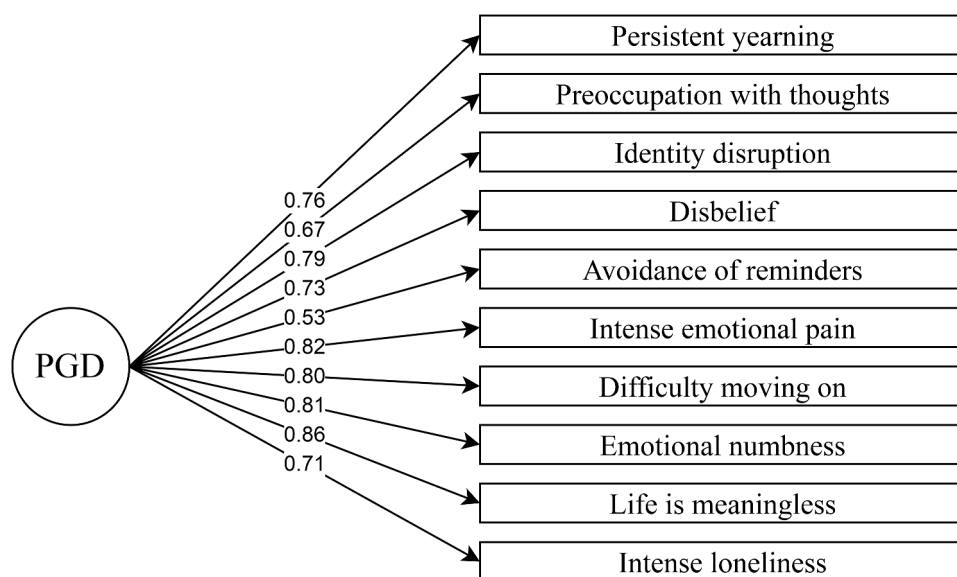 Persistent yearning
Preoccupation with thoughts
Identity disruption
Disbelief
Avoidance of reminders
Intense emotional pain
Difficulty moving on
Emotional numbness
Life is meaningless
Intense loneliness
0.76
0.67
0.79
0.73
0.53
0.82
0.80
0.81
0.86
0.71
PGD